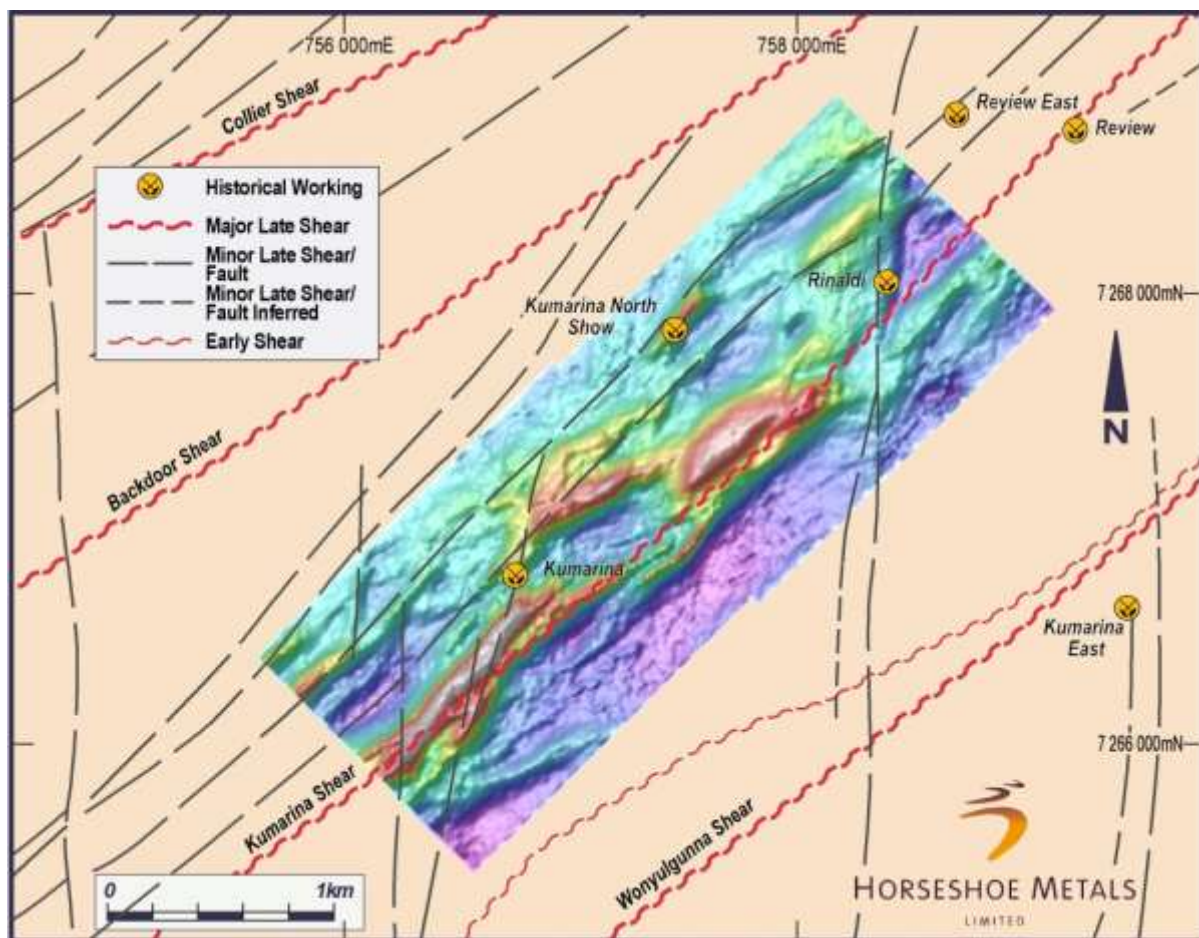 756 000mE
758 000mE
Collier Shear
Review East
Review
Historical Working
Major Late Shear
Minor Late Shear/
Fault
Minor Late Shear/
Fault Inferred
Early Shear
Rinaldi
7 268 000mN
Kumarina North
Show
N
Backdoor Shear
Kumarina
Kumarina
East
7 266 000mN
Kumarina Shear
Wonyulgunna Shear
0 1km
HORSESHOE METALS
LIMITED